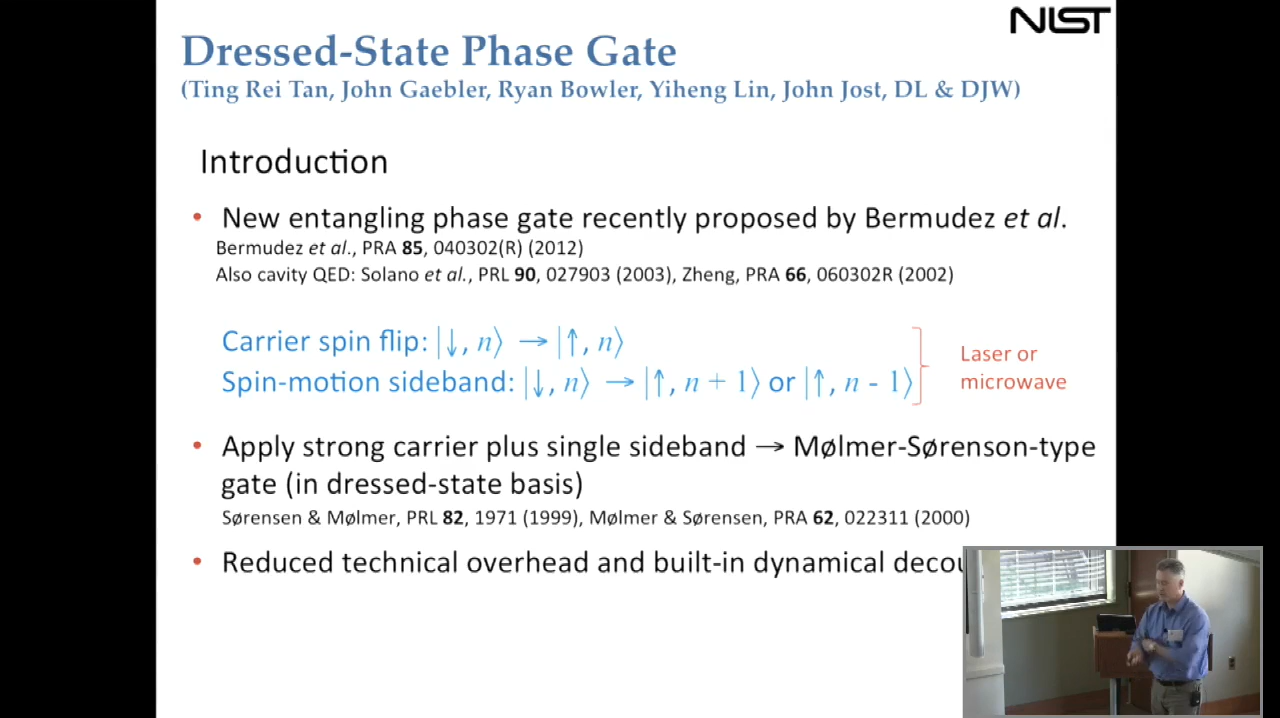 NIST
Dressed-State Phase Gate
(Ting Rei Tan, John Gaebler, Ryan Bowler, Yiheng Lin, John Jost, DL & DJW)
Introduction
• New entangling phase gate recently proposed by Bermudez et al.
Bermudez et al., PRA 85, 040302(R) (2012)
Also cavity QED: Solano et al., PRL 90, 027903 (2003), Zheng, PRA 66, 060302R (2002)
Carrier spin flip: |↓, n⟩ → |↑, n⟩
Spin-motion sideband: |↓, n⟩ → |↑, n + 1⟩ or |↑, n - 1⟩
Laser or
microwave
• Apply strong carrier plus single sideband → Mølmer-Sørenson-type
gate (in dressed-state basis)
Sørensen & Mølmer, PRL 82, 1971 (1999), Mølmer & Sørensen, PRA 62, 022311 (2000)
• Reduced technical overhead and built-in dynamical decou